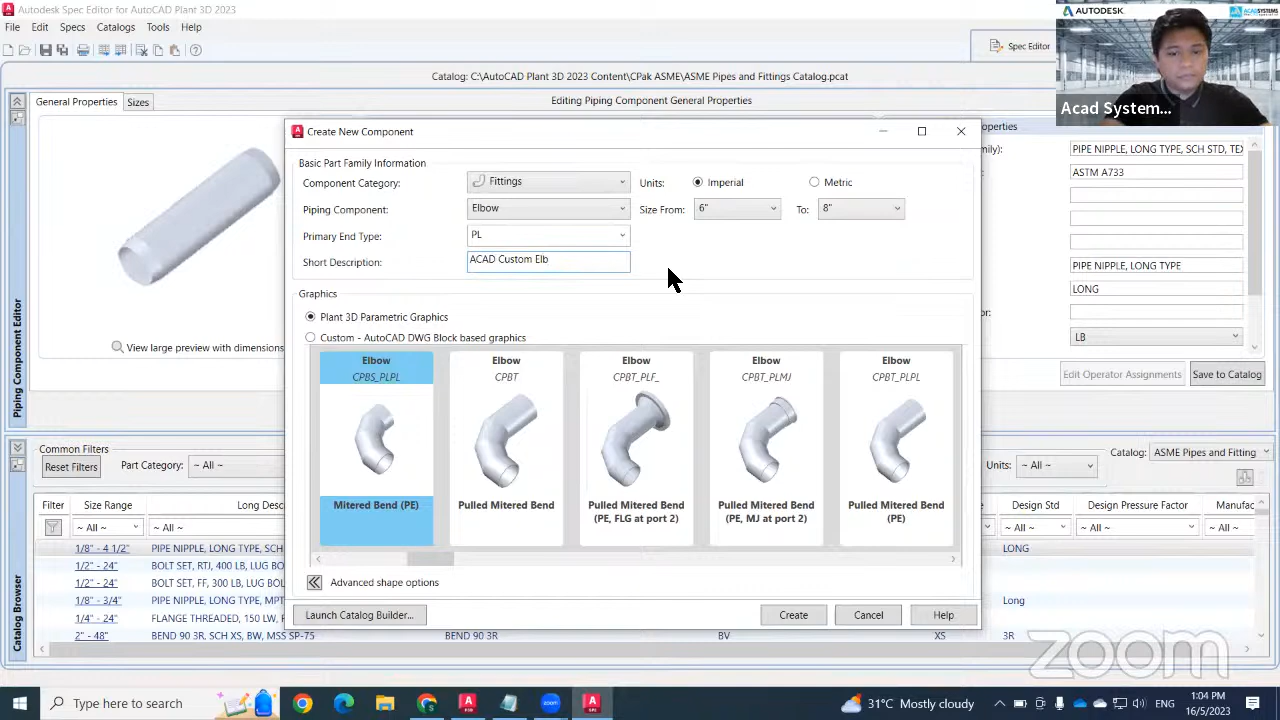 Autodesk Spec Editor for AutoCAD Plant 3D 2023
File Edit Specs Catalogs Tools Help
Spec Editor
Catalog: C:\AutoCAD Plant 3D 2023 Content\CPak ASME\ASME Pipes and Fittings Catalog.pcat
General Properties Sizes
Editing Piping Component General Properties
Piping Component Editor
View large preview with dimensions
Create New Component
Basic Part Family Information
Component Category: Fittings Units: Imperial Metric
Piping Component: Elbow Size From: 6" To: 8"
Primary End Type: PL
Short Description: ACAD Custom Elb
Graphics
Plant 3D Parametric Graphics
Custom - AutoCAD DWG Block based graphics
Elbow Elbow Elbow Elbow Elbow
CPBS_PLPL CPBT CPBT_PLF_ CPBT_PLMJ CPBT_PLPL
Mitered Bend (PE) Pulled Mitered Bend Pulled Mitered Bend Pulled Mitered Bend Pulled Mitered Bend
(PE, FLG at port 2) (PE, MJ at port 2) (PE)
Advanced shape options
Launch Catalog Builder... Create Cancel Help
AUTODESK
ACADSYSTEMS
Acad System...
PIPE NIPPLE, LONG TYPE, SCH STD, TE
ASTM A733
PIPE NIPPLE, LONG TYPE
LONG
LB
Edit Operator Assignments Save to Catalog
Common Filters
Reset Filters Part Category: ~ All ~
Catalog: ASME Pipes and Fitting
Units: ~ All ~
Catalog Browser
Filter Size Range Long Desc Design Std Design Pressure Factor Manufac
~ All ~ ~ All ~ ~ All ~ ~ All ~ ~ All ~
1/8" - 4 1/2" PIPE NIPPLE, LONG TYPE, SCH LONG
1/2" - 24" BOLT SET, RTJ, 400 LB, LUG BOL
1/2" - 24" BOLT SET, FF, 300 LB, LUG BOL
1/8" - 3/4" PIPE NIPPLE, LONG TYPE, MPT Long
1/4" - 24" FLANGE THREADED, 150 LB, FL
2" - 48" BEND 90 3R, SCH XS, BW, MSS SP-75 BEND 90 3R BV XS 3R
zoom
Type here to search
31°C Mostly cloudy
ENG
1:04 PM
16/5/2023